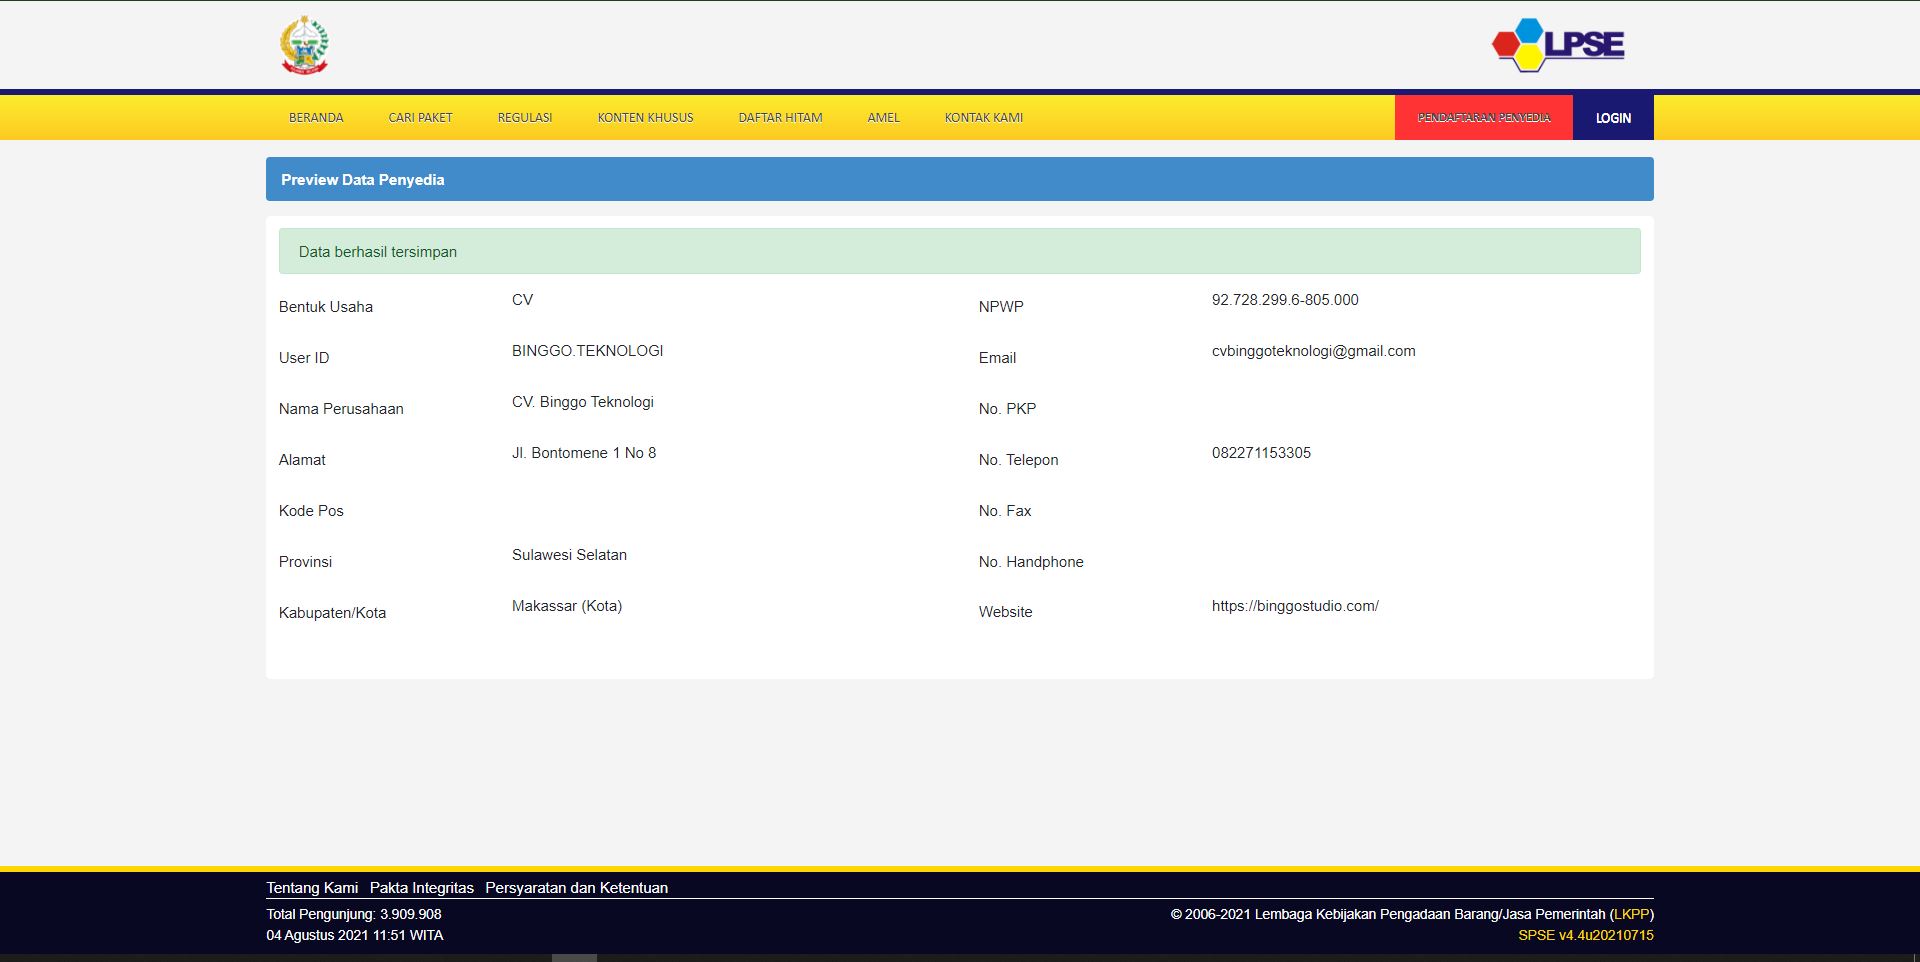 LPSE
BERANDA CARI PAKET REGULASI KONTEN KHUSUS DAFTAR HITAM AMEL KONTAK KAMI PENDAFTARAN PENYEDIA LOGIN
Preview Data Penyedia
Data berhasil tersimpan
Bentuk Usaha CV NPWP 92.728.299.6-805.000
User ID BINGGO.TEKNOLOGI Email cvbinggoteknologi@gmail.com
Nama Perusahaan CV. Binggo Teknologi No. PKP
Alamat Jl. Bontomene 1 No 8 No. Telepon 082271153305
Kode Pos No. Fax
Provinsi Sulawesi Selatan No. Handphone
Kabupaten/Kota Makassar (Kota) Website https://binggostudio.com/
Tentang Kami Pakta Integritas Persyaratan dan Ketentuan
Total Pengunjung: 3.909.908 © 2006-2021 Lembaga Kebijakan Pengadaan Barang/Jasa Pemerintah (LKPP)
04 Agustus 2021 11:51 WITA SPSE v4.4u20210715